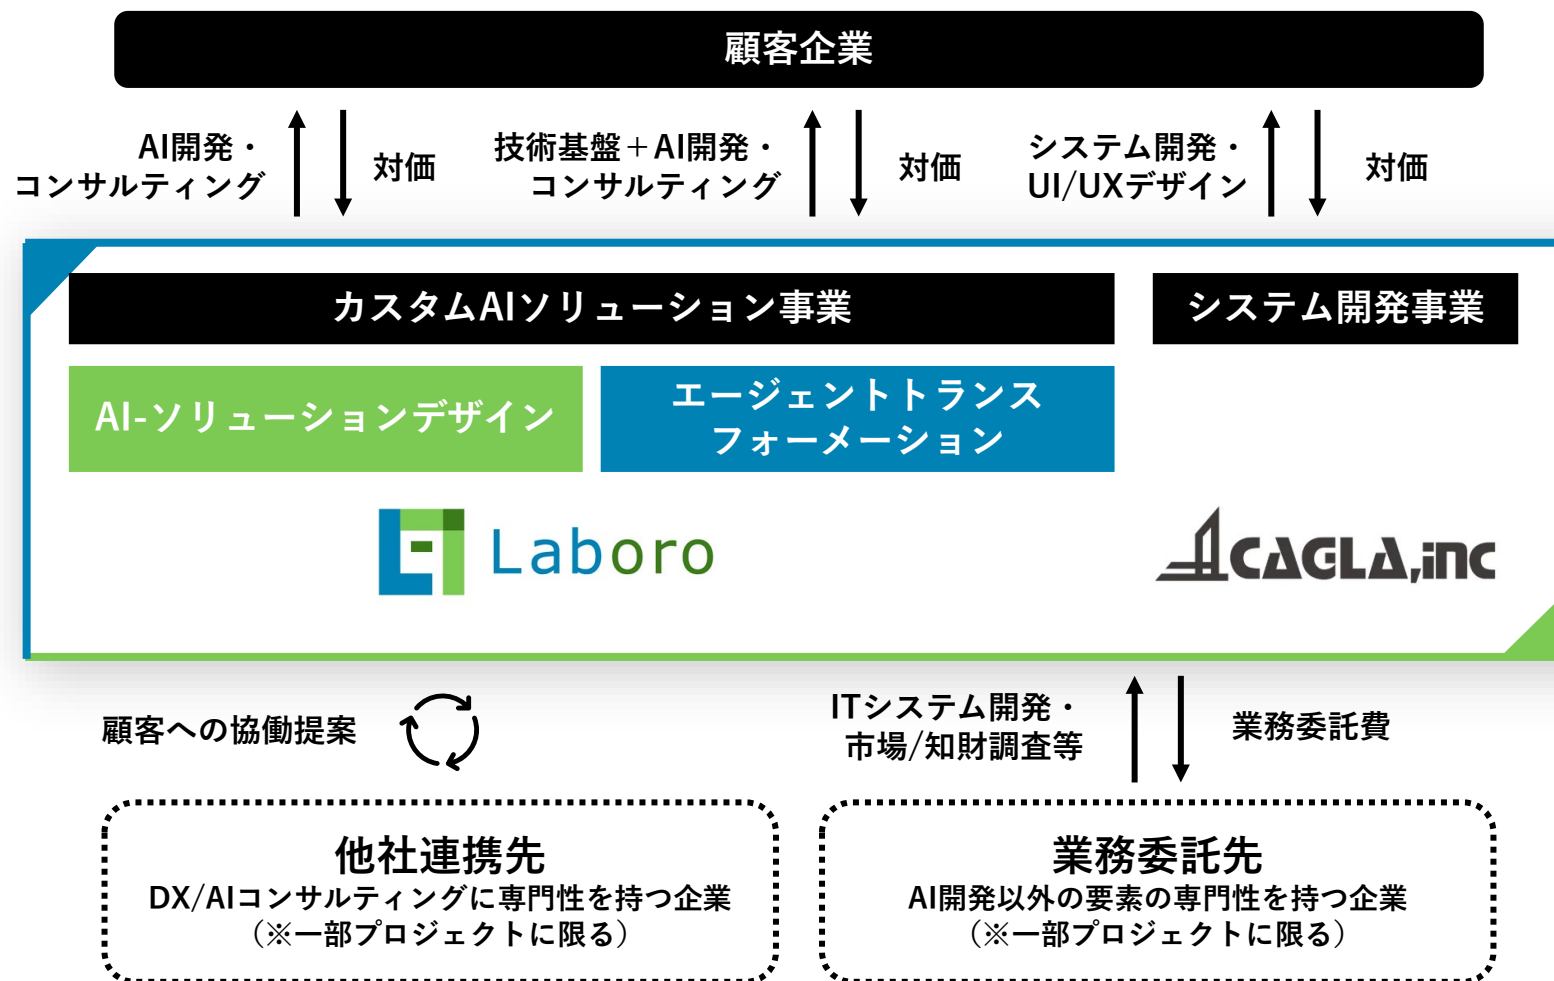 顧客企業
AI開発・
コンサルティング
対価
技術基盤＋AI開発・
コンサルティング
対価
システム開発・
UI/UXデザイン
対価
カスタムAIソリューション事業
システム開発事業
AI-ソリューションデザイン
エージェントトランス
フォーメーション
Laboro
CAGLA,inc
顧客への協働提案
ITシステム開発・
市場/知財調査等
業務委託費
他社連携先
DX/AIコンサルティングに専門性を持つ企業
（※一部プロジェクトに限る）
業務委託先
AI開発以外の要素の専門性を持つ企業
（※一部プロジェクトに限る）